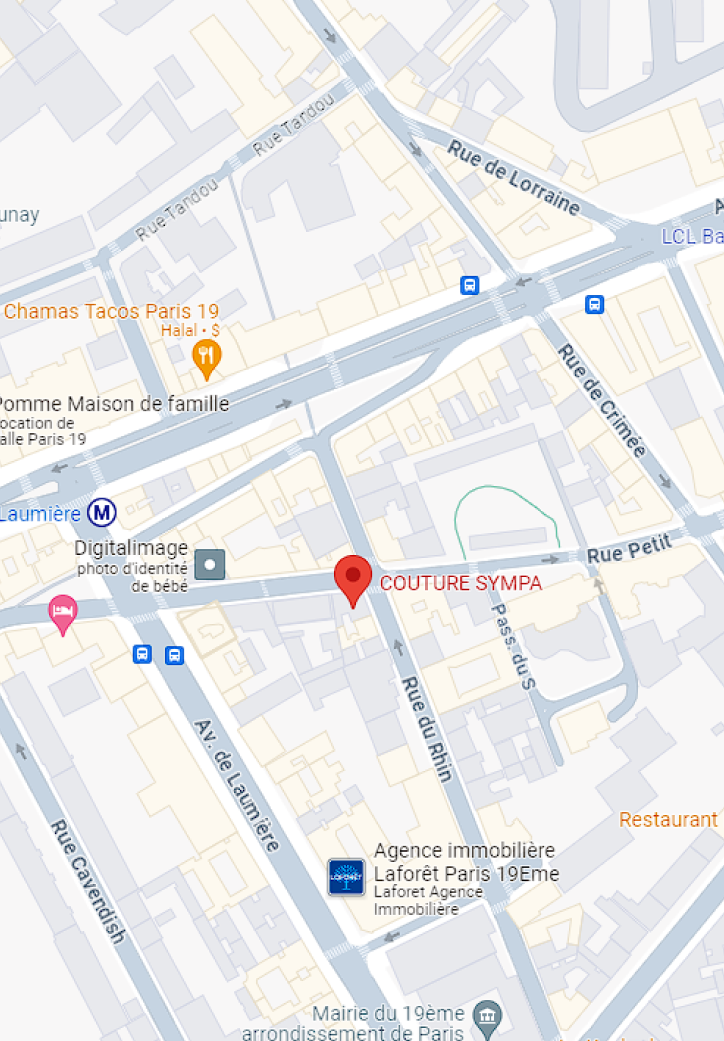 Rue Tardou
Rue de Lorraine
Rue Tandou
unay
A
LCL Ba
Chamas Tacos Paris 19
Halal • $
Rue de Crimée
Pomme Maison de famille
ocation de
alle Paris 19
Laumière
M
Digitalimage
photo d'identité
de bébé
Rue Petit
COUTURE SYMPA
Pass. du S
Rue du Rhin
Av. de Laumière
Rue Cavendish
Restaurant
Agence immobilière
Laforêt Paris 19Eme
Laforet Agence
Immobilière
LAFORÊT
Mairie du 19ème
arrondissement de Paris